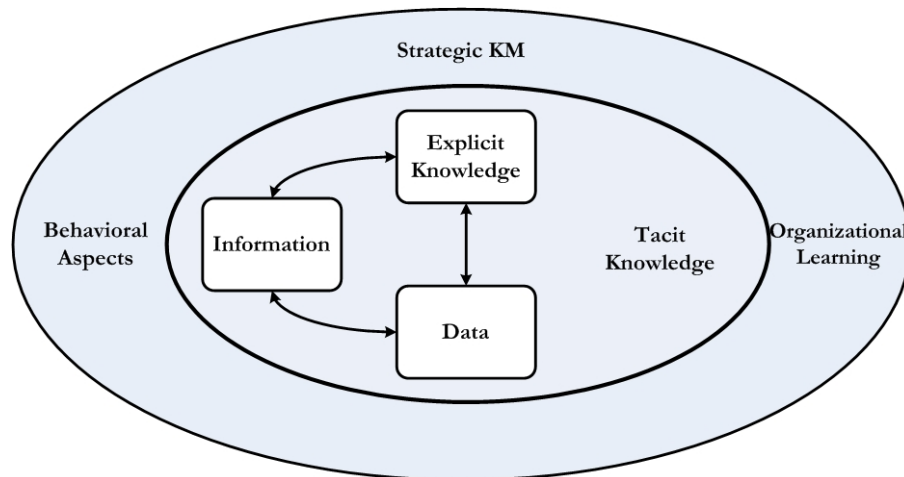 Strategic KM
Explicit
Knowledge
Behavioral
Aspects
Information
Tacit
Knowledge
Organizational
Learning
Data